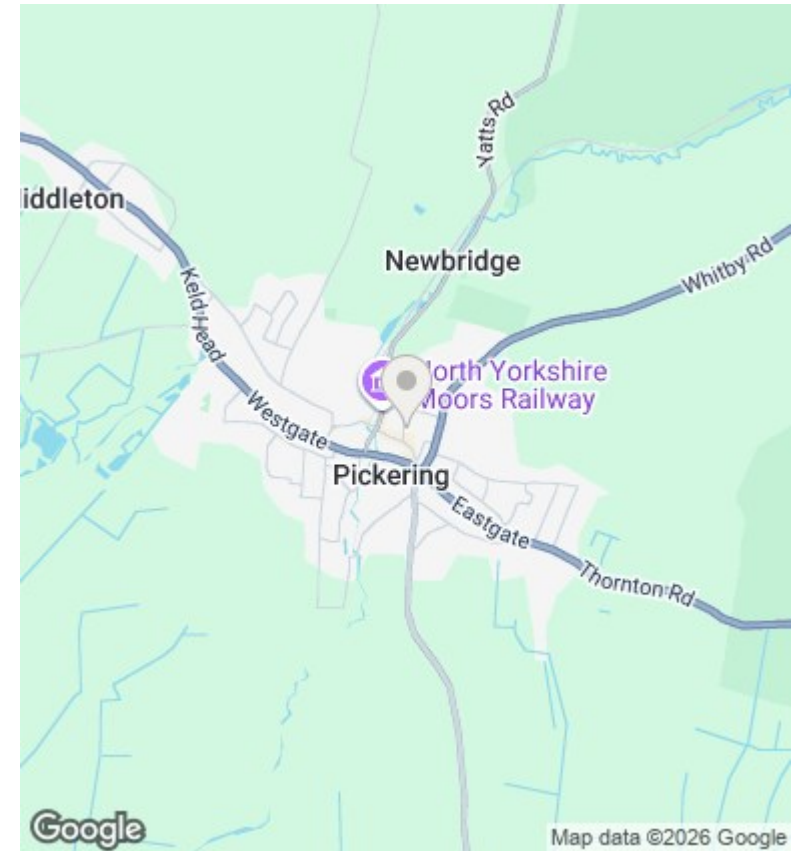 Yatts Rd
iddleton
Newbridge
Whitby Rd
Keld Head
North Yorkshire
Moors Railway
Westgate
Pickering
Eastgate
Thornton Rd
Google
Map data ©2026 Google